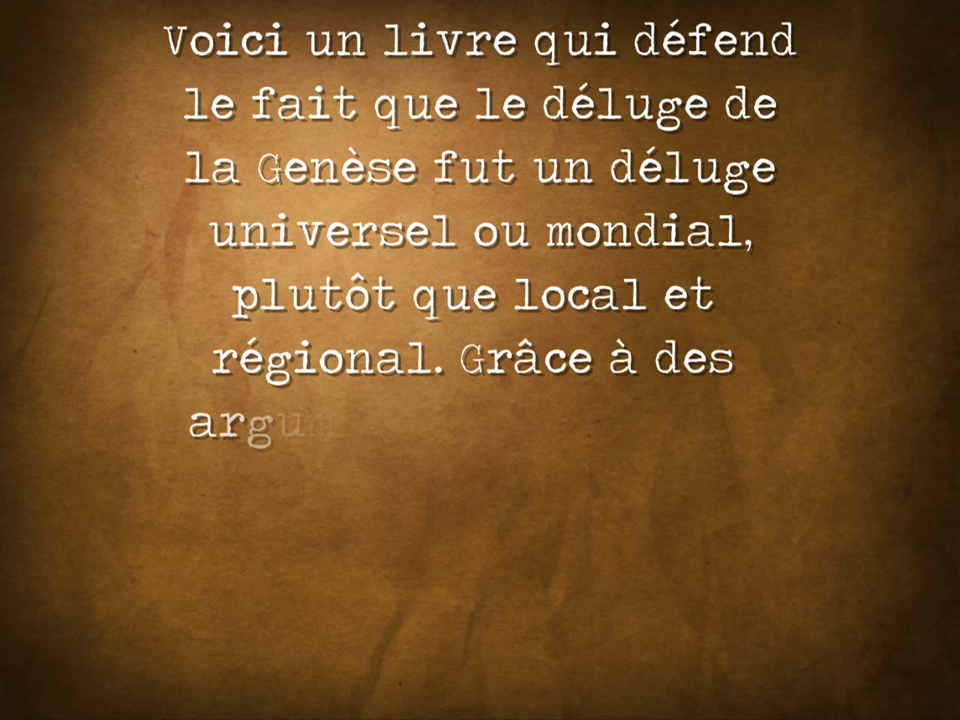 Voici un livre qui défend
le fait que le déluge de
la Genèse fut un déluge
universel ou mondial,
plutôt que local et
régional. Grâce à des